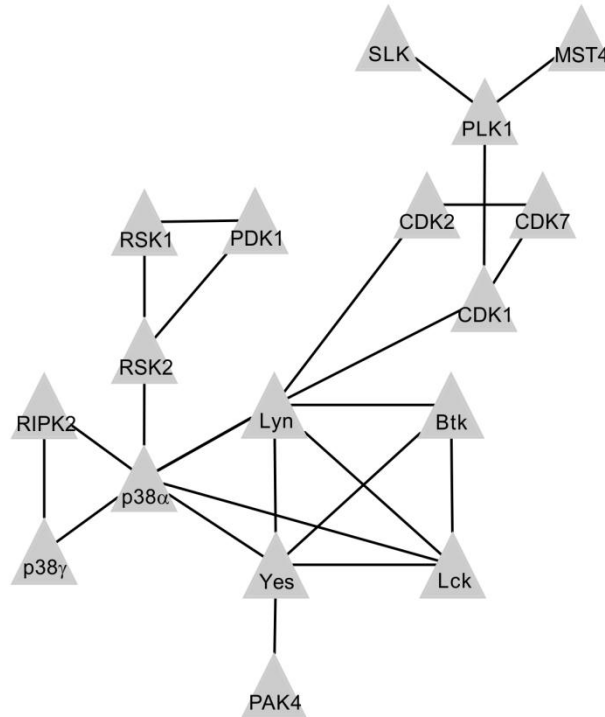 SLK
MST4
PLK1
RSK1
PDK1
CDK2
CDK7
CDK1
RSK2
RIPK2
Lyn
Btk
p38α
p38γ
Yes
Lck
PAK4